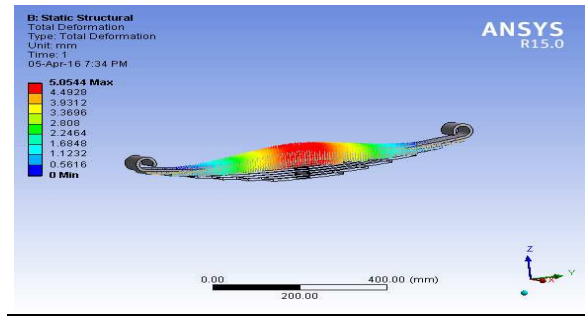 B: Static Structural
Total Deformation
Type: Total Deformation
Unit: mm
Time: 1
05-Apr-16 7:34 PM
5.0544 Max
4.4928
3.9312
3.3696
2.808
2.2464
1.6848
1.1232
0.5616
0 Min
ANSYS
R15.0
0.00
400.00 (mm)
200.00
Z
Y
X